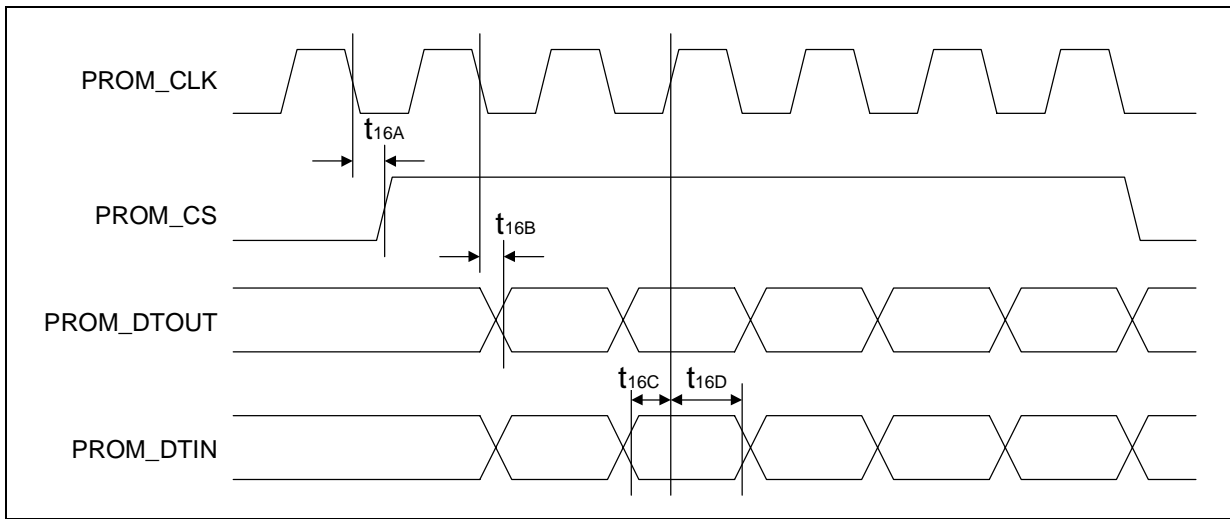 PROM_CLK
t16A
PROM_CS
t16B
PROM_DTOUT
t16C
t16D
PROM_DTIN